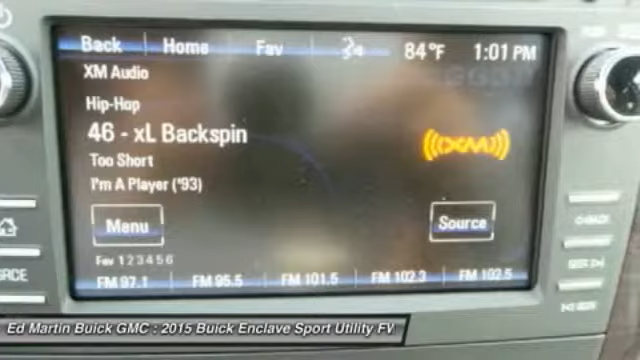 Back Home Fav 84°F 1:01 PM
XM Audio
Hip-Hop
46 - xL Backspin
((XM))
Too Short
I'm A Player ('93)
Menu Source
Fav 1 2 3 4 5 6
FM 97.1 FM 95.5 FM 101.5 FM 102.3 FM 102.5
Ed Martin Buick GMC : 2015 Buick Enclave Sport Utility FV